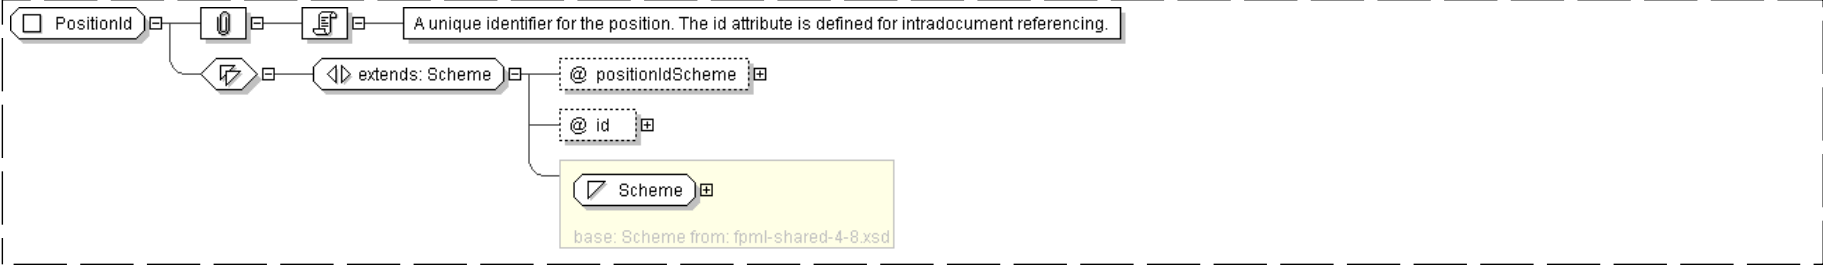 PositionId
A unique identifier for the position. The id attribute is defined for intradocument referencing.
extends: Scheme
@ positionIdScheme
@ id
Scheme
base: Scheme from: fpml-shared-4-8.xsd